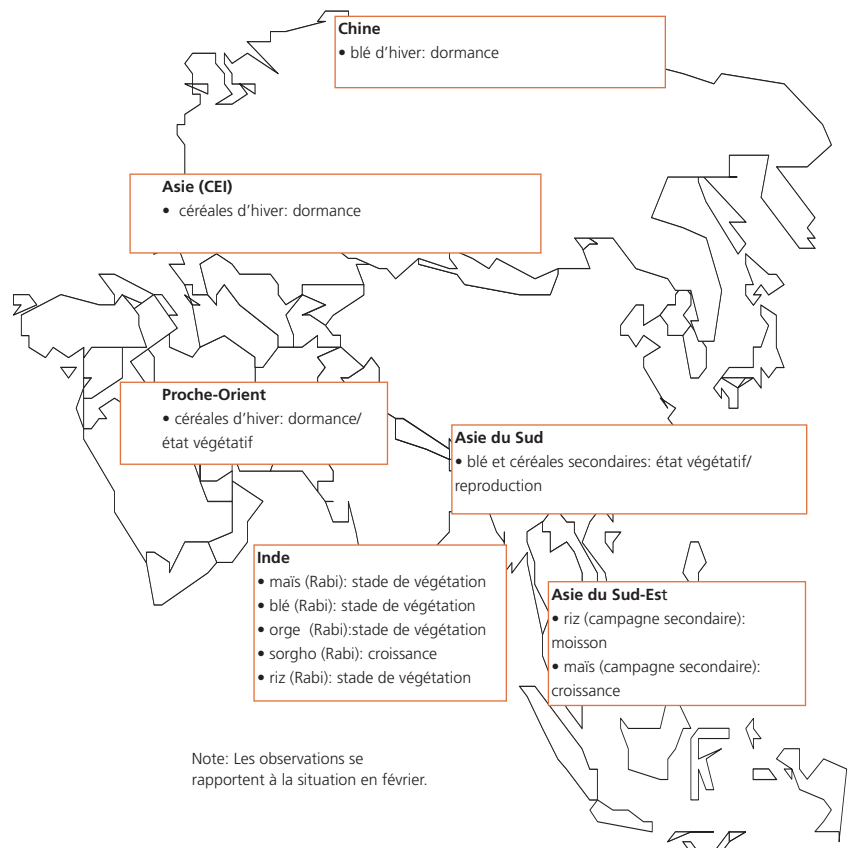 Chine
• blé d'hiver: dormance
Asie (CEI)
• céréales d'hiver: dormance
Proche-Orient
• céréales d'hiver: dormance/
état végétatif
Asie du Sud
• blé et céréales secondaires: état végétatif/
reproduction
Inde
• maïs (Rabi): stade de végétation
• blé (Rabi): stade de végétation
• orge (Rabi):stade de végétation
• sorgho (Rabi): croissance
• riz (Rabi): stade de végétation
Asie du Sud-Est
• riz (campagne secondaire):
moisson
• maïs (campagne secondaire):
croissance
Note: Les observations se
rapportent à la situation en février.